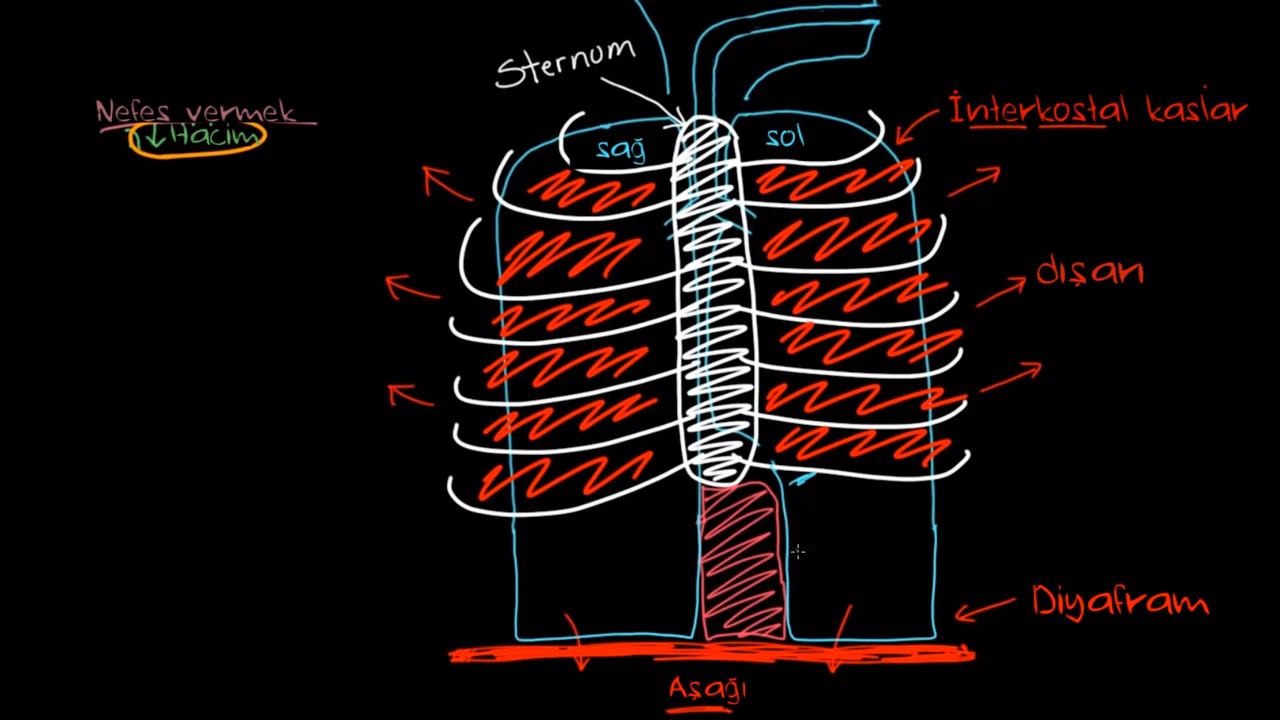 Sternum
Nefes vermek
↓ Hacim
İnterkostal kaslar
sağ
sol
dışarı
Diyafram
Aşağı